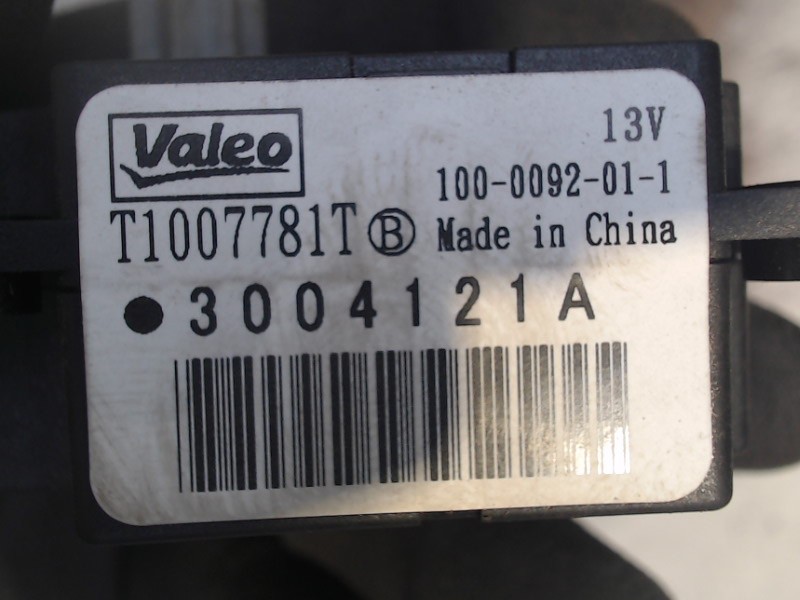 Valeo
13V
100-0092-01-1
T1007781T Ⓑ Made in China
●3004121A